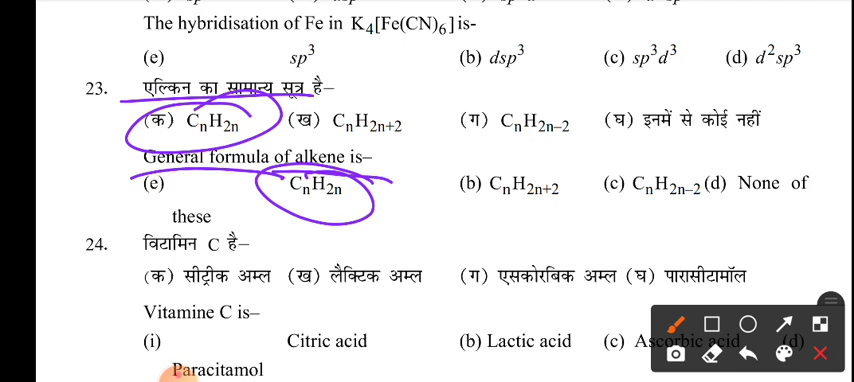 The hybridisation of Fe in K₄[Fe(CN)₆] is-
(e) sp³ (b) dsp³ (c) sp³d³ (d) d²sp³
23. एल्किन का सामान्य सूत्र है–
(क) CₙH₂ₙ (ख) CₙH₂ₙ₊₂ (ग) CₙH₂ₙ₋₂ (घ) इनमें से कोई नहीं
General formula of alkene is–
(e) CₙH₂ₙ (b) CₙH₂ₙ₊₂ (c) CₙH₂ₙ₋₂ (d) None of
these
24. विटामिन C है–
(क) सीट्रीक अम्ल (ख) लैक्टिक अम्ल (ग) एसकोरबिक अम्ल (घ) पारासीटामॉल
Vitamine C is–
(i) Citric acid (b) Lactic acid (c) Ascorbic acid (d)
Paracitamol